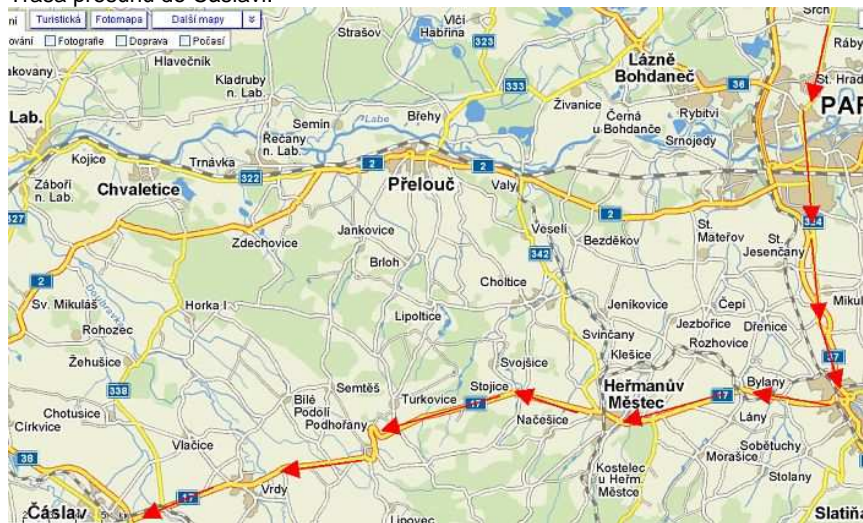 Trasa přesunu do Čáslavi:
Turistická Fotomapa Další mapy
Fotografie Doprava Počasí
Strašov
Vlčí
Habřina
323
Srch
Ráby
Hlavečník
Kladruby
n. Lab.
Lázně
Bohdaneč
333
36
St. Hrad
Živanice
Rybitví
PAR
Lab.
Semín
Labe
Břehy
Černá
u Bohdanče
Srnojedy
Řečany
n. Lab.
Kojice
Trnávka
322
2
2
Chvaletice
Přelouč
Valy
Záboří
n. Lab.
327
2
324
Zdechovice
Jankovice
Veselí
Bezděkov
St.
Mateřov
St.
Jesenčany
Brloh
342
2
Choltice
Doubravka
Sv. Mikuláš
Horka I
Lipoltice
Jeníkovice
Čepí
Mikul
Rohozec
Svinčany
Jezbořice
Dřenice
Rozhovice
Klešice
37
Žehušice
Svojšice
338
Semtěš
Stojice
Heřmanův
Městec
Bylany
17
Turkovice
17
Bílé
Podolí
Podhořany
Chotusice
Církvice
Načešice
Lány
Vlačice
Sobětuchy
Morašice
38
Kostelec
u Heřm.
Městce
Stolany
Vrdy
17
Čáslav
Lipovec
Slatiňa